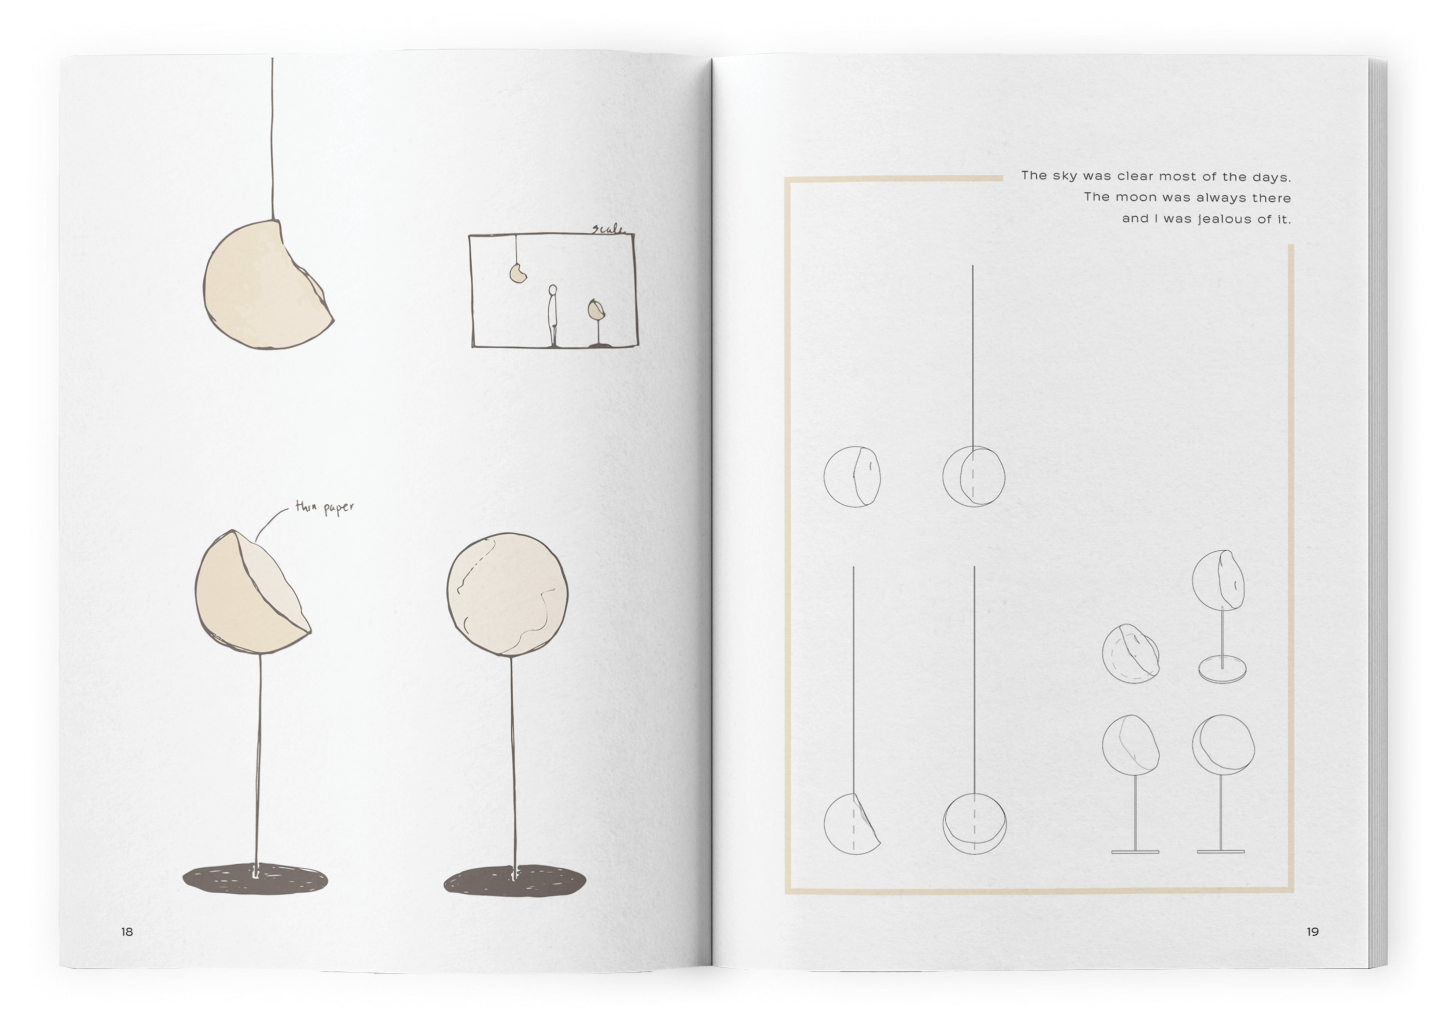 scale
thin paper
18
The sky was clear most of the days.
The moon was always there
and I was jealous of it.
19